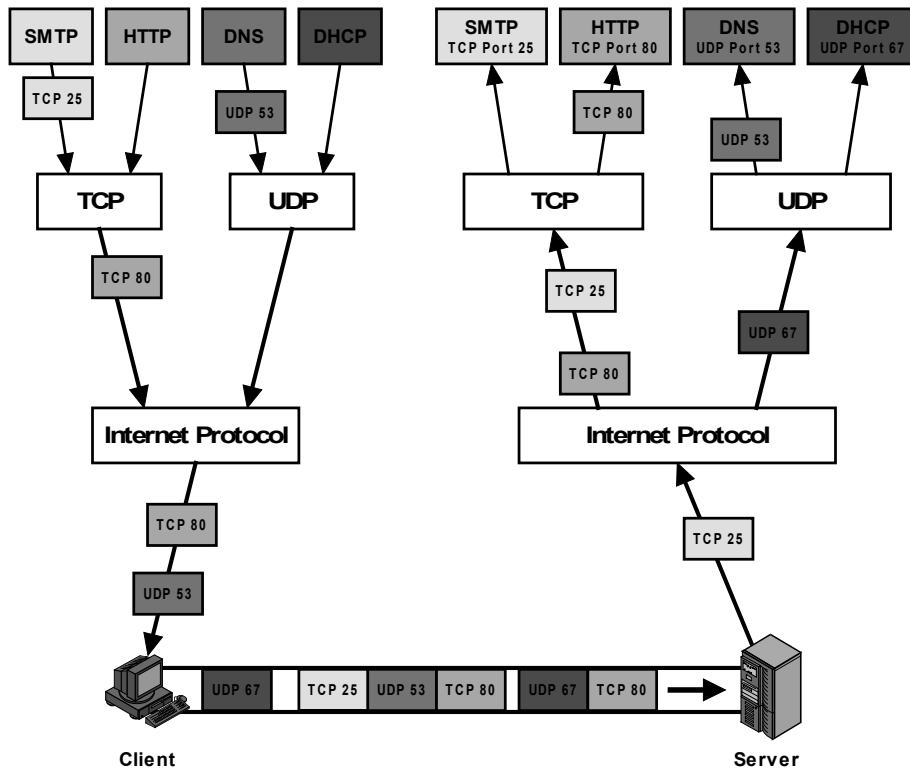 SMTP
HTTP
DNS
DHCP
SMTP
TCP Port 25
HTTP
TCP Port 80
DNS
UDP Port 53
DHCP
UDP Port 67
TCP 25
UDP 53
TCP 80
UDP 53
TCP
UDP
TCP
UDP
TCP 80
TCP 25
UDP 67
TCP 80
Internet Protocol
Internet Protocol
TCP 80
TCP 25
UDP 53
UDP 67
TCP 25
UDP 53
TCP 80
UDP 67
TCP 80
Client
Server